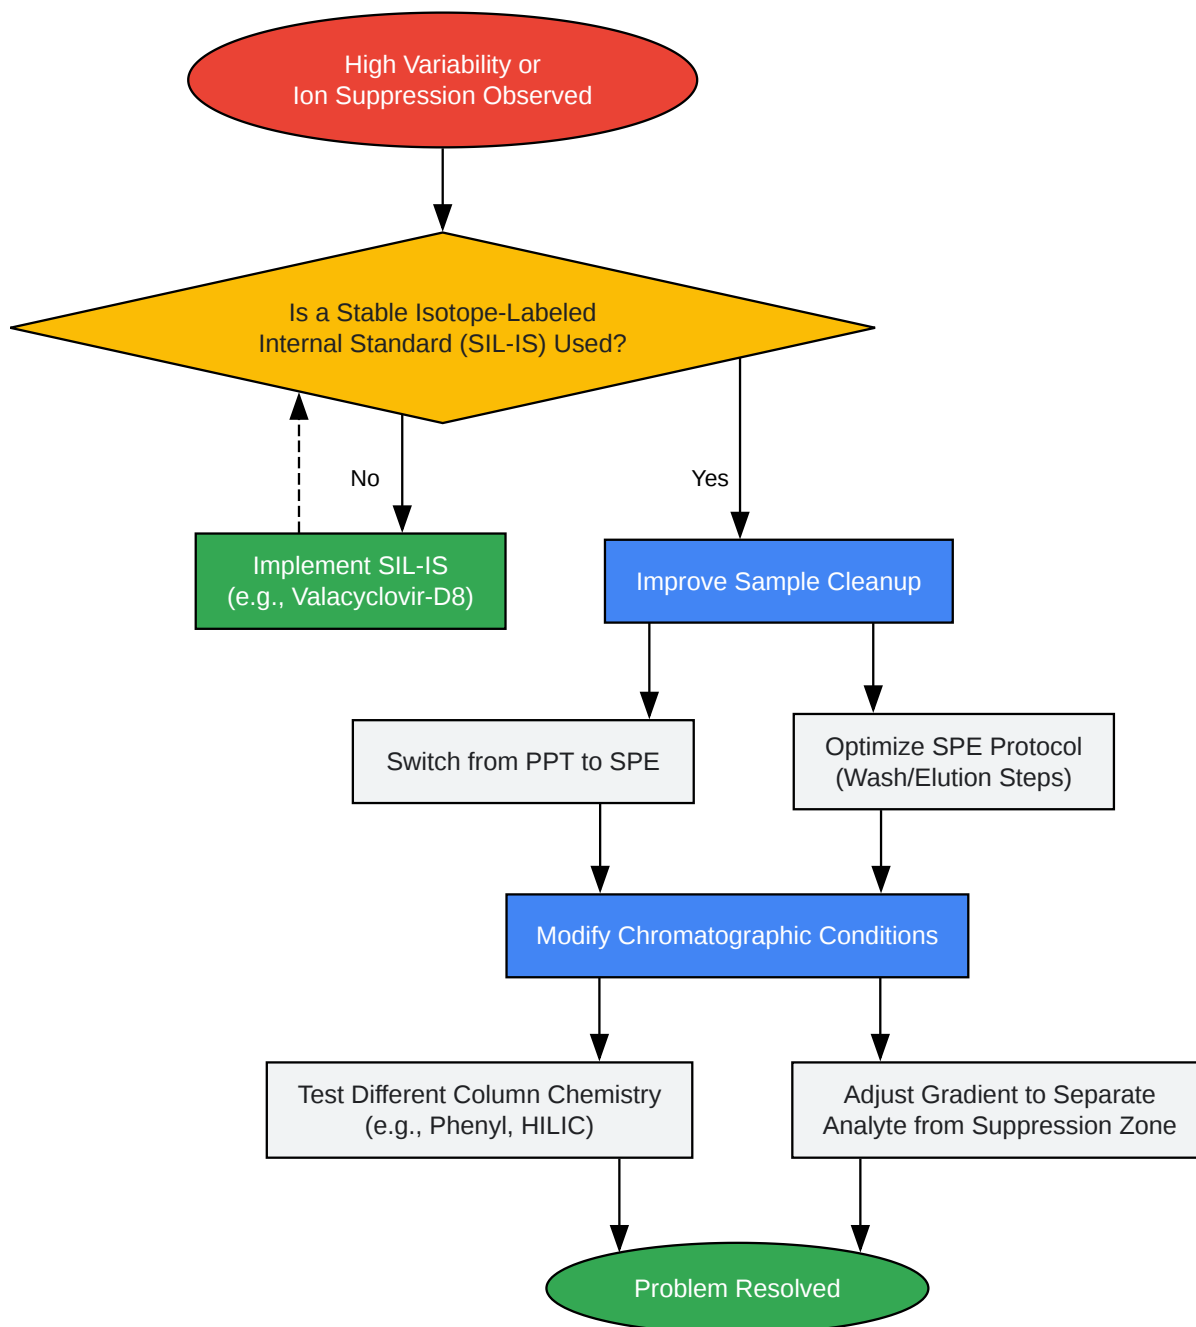 High Variability or
Ion Suppression Observed
Is a Stable Isotope-Labeled
Internal Standard (SIL-IS) Used?
No
Yes
Implement SIL-IS
(e.g., Valacyclovir-D8)
Improve Sample Cleanup
Switch from PPT to SPE
Optimize SPE Protocol
(Wash/Elution Steps)
Modify Chromatographic Conditions
Test Different Column Chemistry
(e.g., Phenyl, HILIC)
Adjust Gradient to Separate
Analyte from Suppression Zone
Problem Resolved